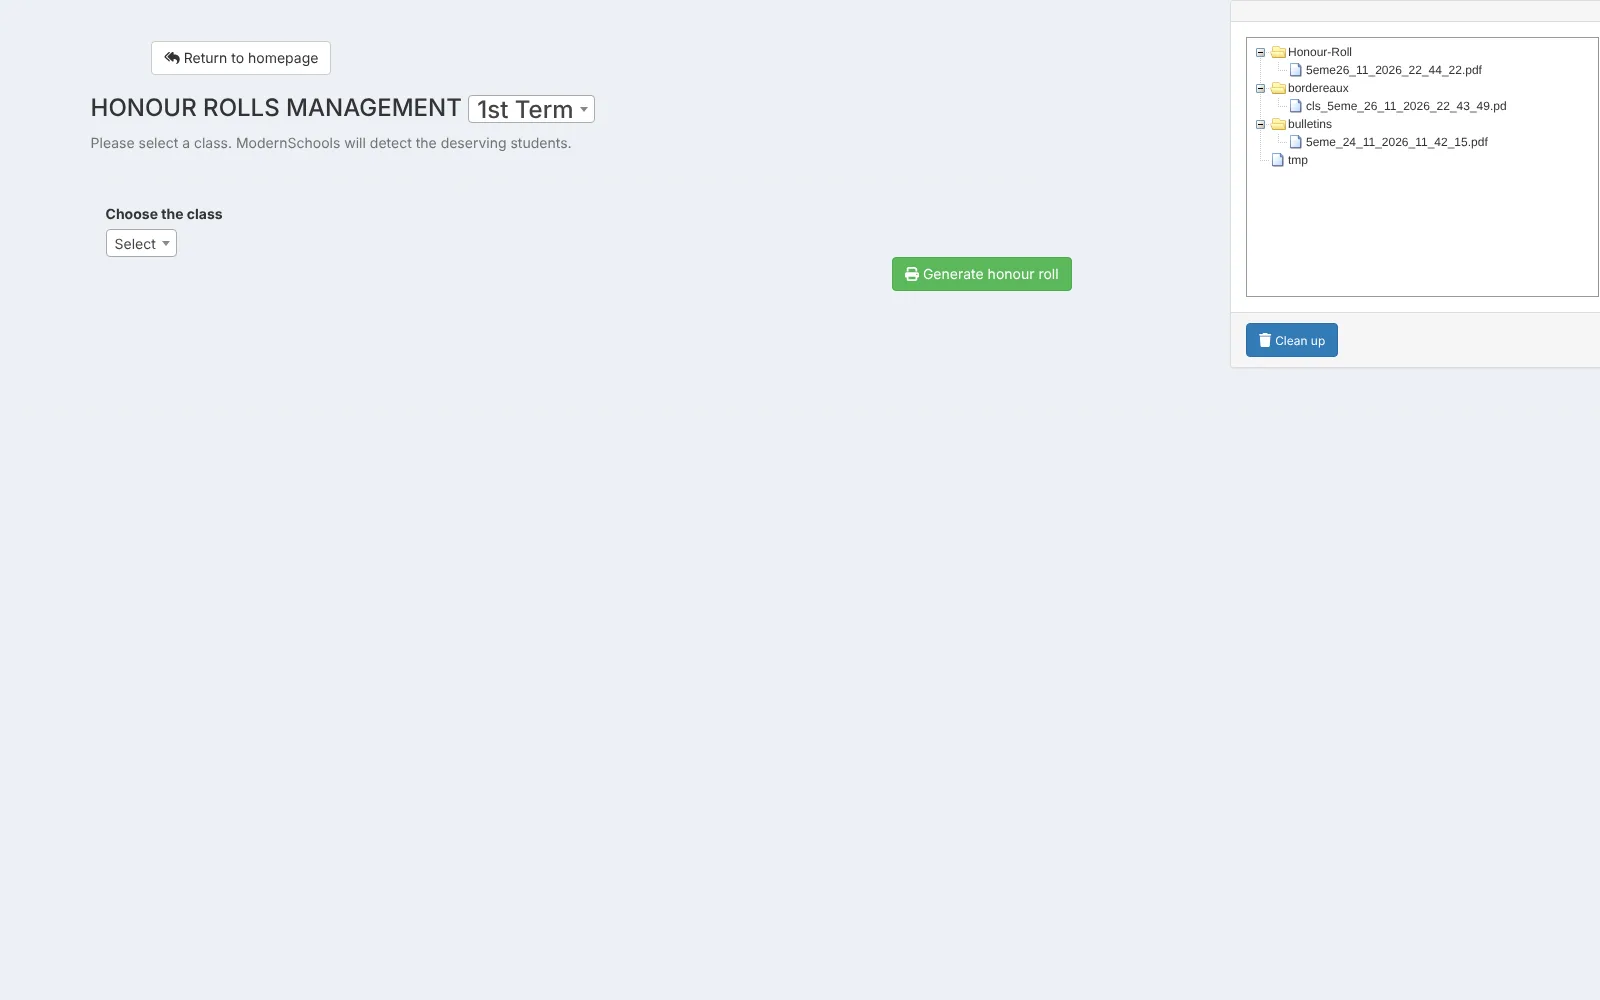 Return to homepage
HONOUR ROLLS MANAGEMENT 1st Term
Please select a class. ModernSchools will detect the deserving students.
Choose the class
Select
Generate honour roll
Honour-Roll
5eme26_11_2026_22_44_22.pdf
bordereaux
cls_5eme_26_11_2026_22_43_49.pd
bulletins
5eme_24_11_2026_11_42_15.pdf
tmp
Clean up